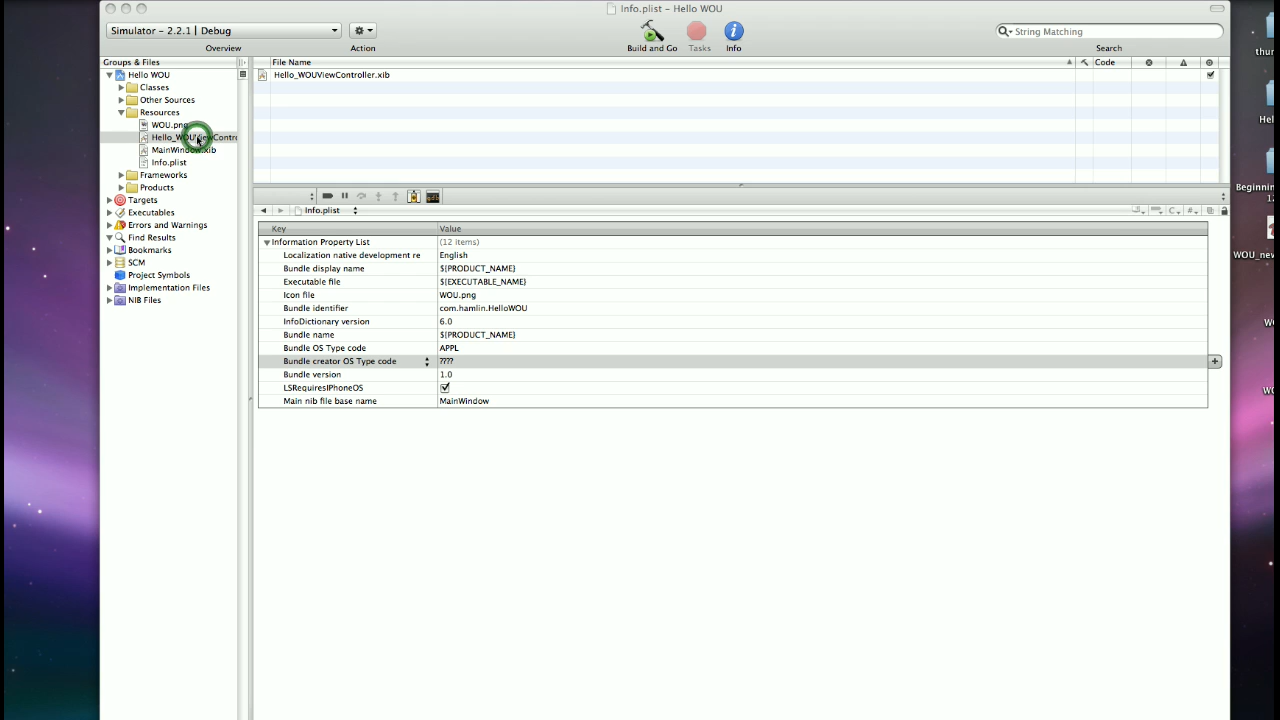 Info.plist – Hello WOU
Simulator - 2.2.1 | Debug
String Matching
Overview
Action
Build and Go
Tasks
Info
Search
Groups & Files
File Name
Code
Hello WOU
Hello_WOUViewController.xib
Classes
Other Sources
Resources
WOU.png
Hello_WOUViewContro
MainWindow.xib
Info.plist
Frameworks
Products
Targets
Executables
Errors and Warnings
Find Results
Bookmarks
SCM
Project Symbols
Implementation Files
NIB Files
Info.plist
Key Value
Information Property List (12 items)
Localization native development re English
Bundle display name ${PRODUCT_NAME}
Executable file ${EXECUTABLE_NAME}
Icon file WOU.png
Bundle identifier com.hamlin.HelloWOU
InfoDictionary version 6.0
Bundle name ${PRODUCT_NAME}
Bundle OS Type code APPL
Bundle creator OS Type code ????
Bundle version 1.0
LSRequiresIPhoneOS
Main nib file base name MainWindow
thu
Hel
Beginnin
WOU_nev